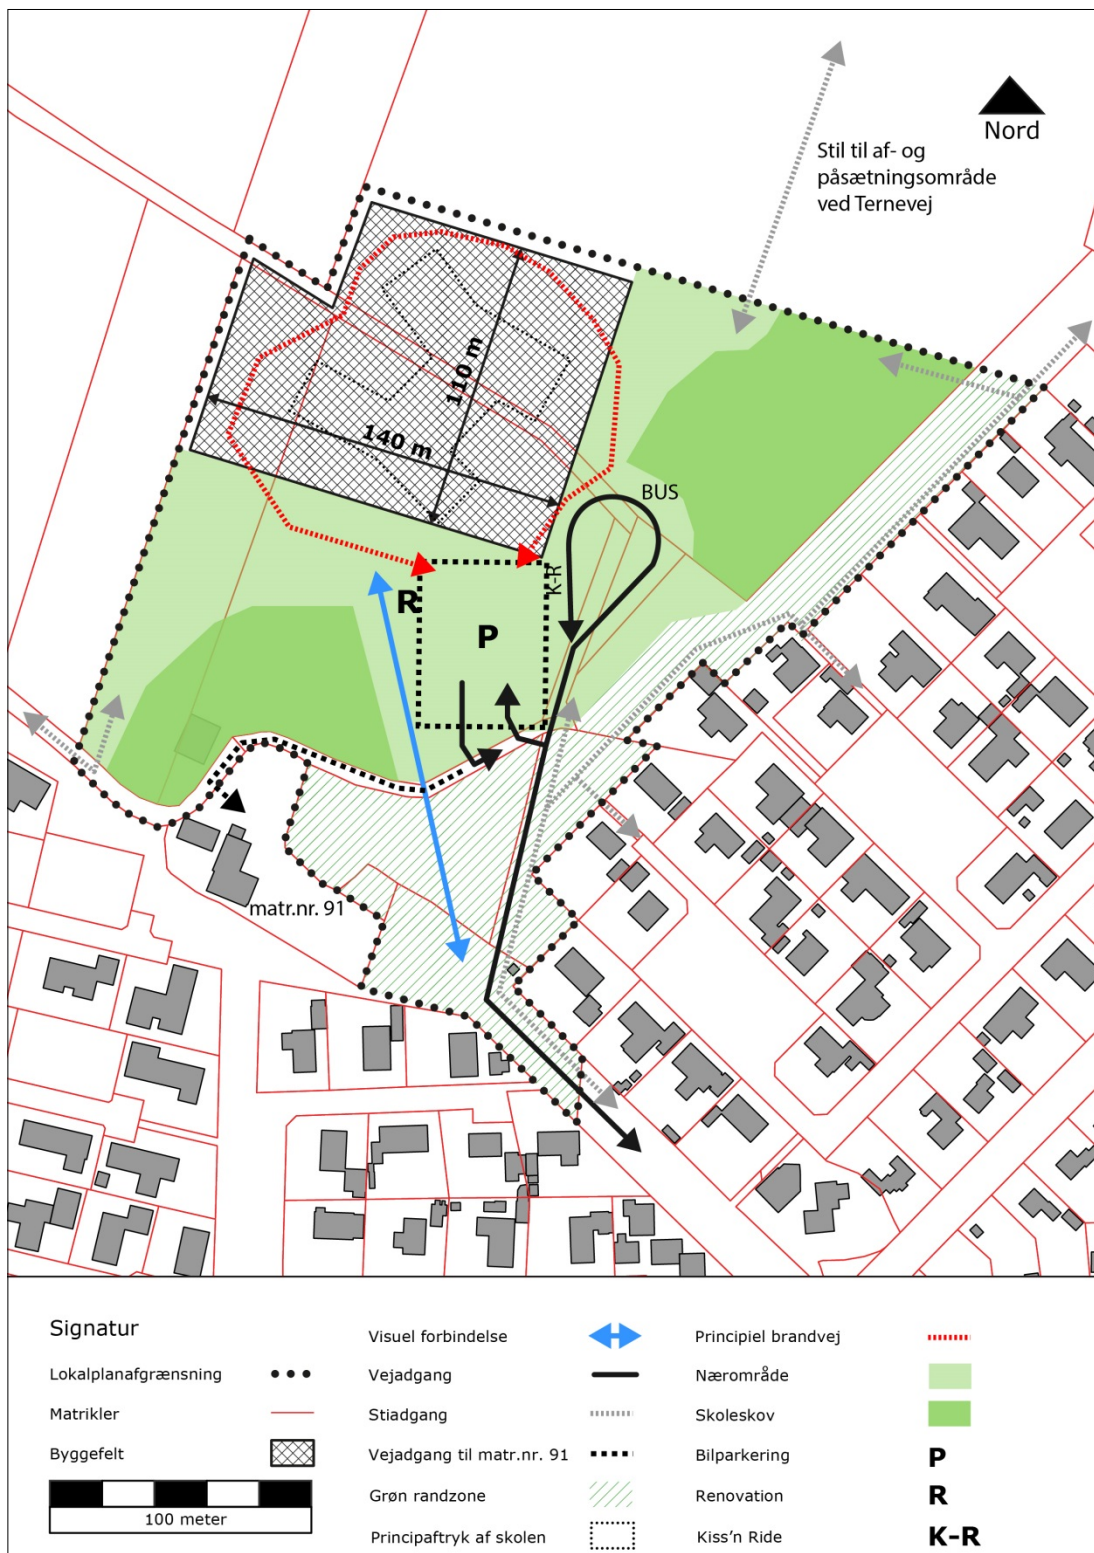 Nord
Stil til af- og
påsætningsområde
ved Ternevej
110 m
140 m
BUS
K-R
R
P
matr.nr. 91
Signatur
Lokalplanafgrænsning
Matrikler
Byggefelt
100 meter
Visuel forbindelse
Vejadgang
Stiadgang
Vejadgang til matr.nr. 91
Grøn randzone
Principaftryk af skolen
Principiel brandvej
Nærområde
Skoleskov
Bilparkering P
Renovation R
Kiss'n Ride K-R